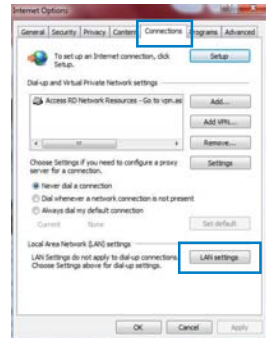 Internet Options
General Security Privacy Content Connections Programs Advanced
To set up an Internet connection, click
Setup.
Setup
Dial-up and Virtual Private Network settings
Access RD Network Resources - Go to vpn.as
Add...
Add VPN...
Remove...
Choose Settings if you need to configure a proxy
server for a connection.
Settings
Never dial a connection
Dial whenever a network connection is not present
Always dial my default connection
Current None
Set default
Local Area Network (LAN) settings
LAN Settings do not apply to dial-up connections.
Choose Settings above for dial-up settings.
LAN settings
OK Cancel Apply